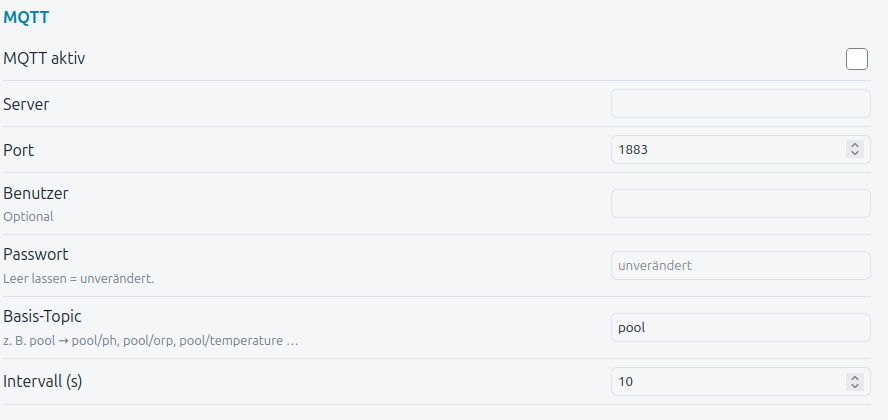 MQTT
MQTT aktiv
Server
Port
1883
Benutzer
Optional
Passwort
Leer lassen = unverändert.
unverändert
Basis-Topic
z. B. pool → pool/ph, pool/orp, pool/temperature …
pool
Intervall (s)
10